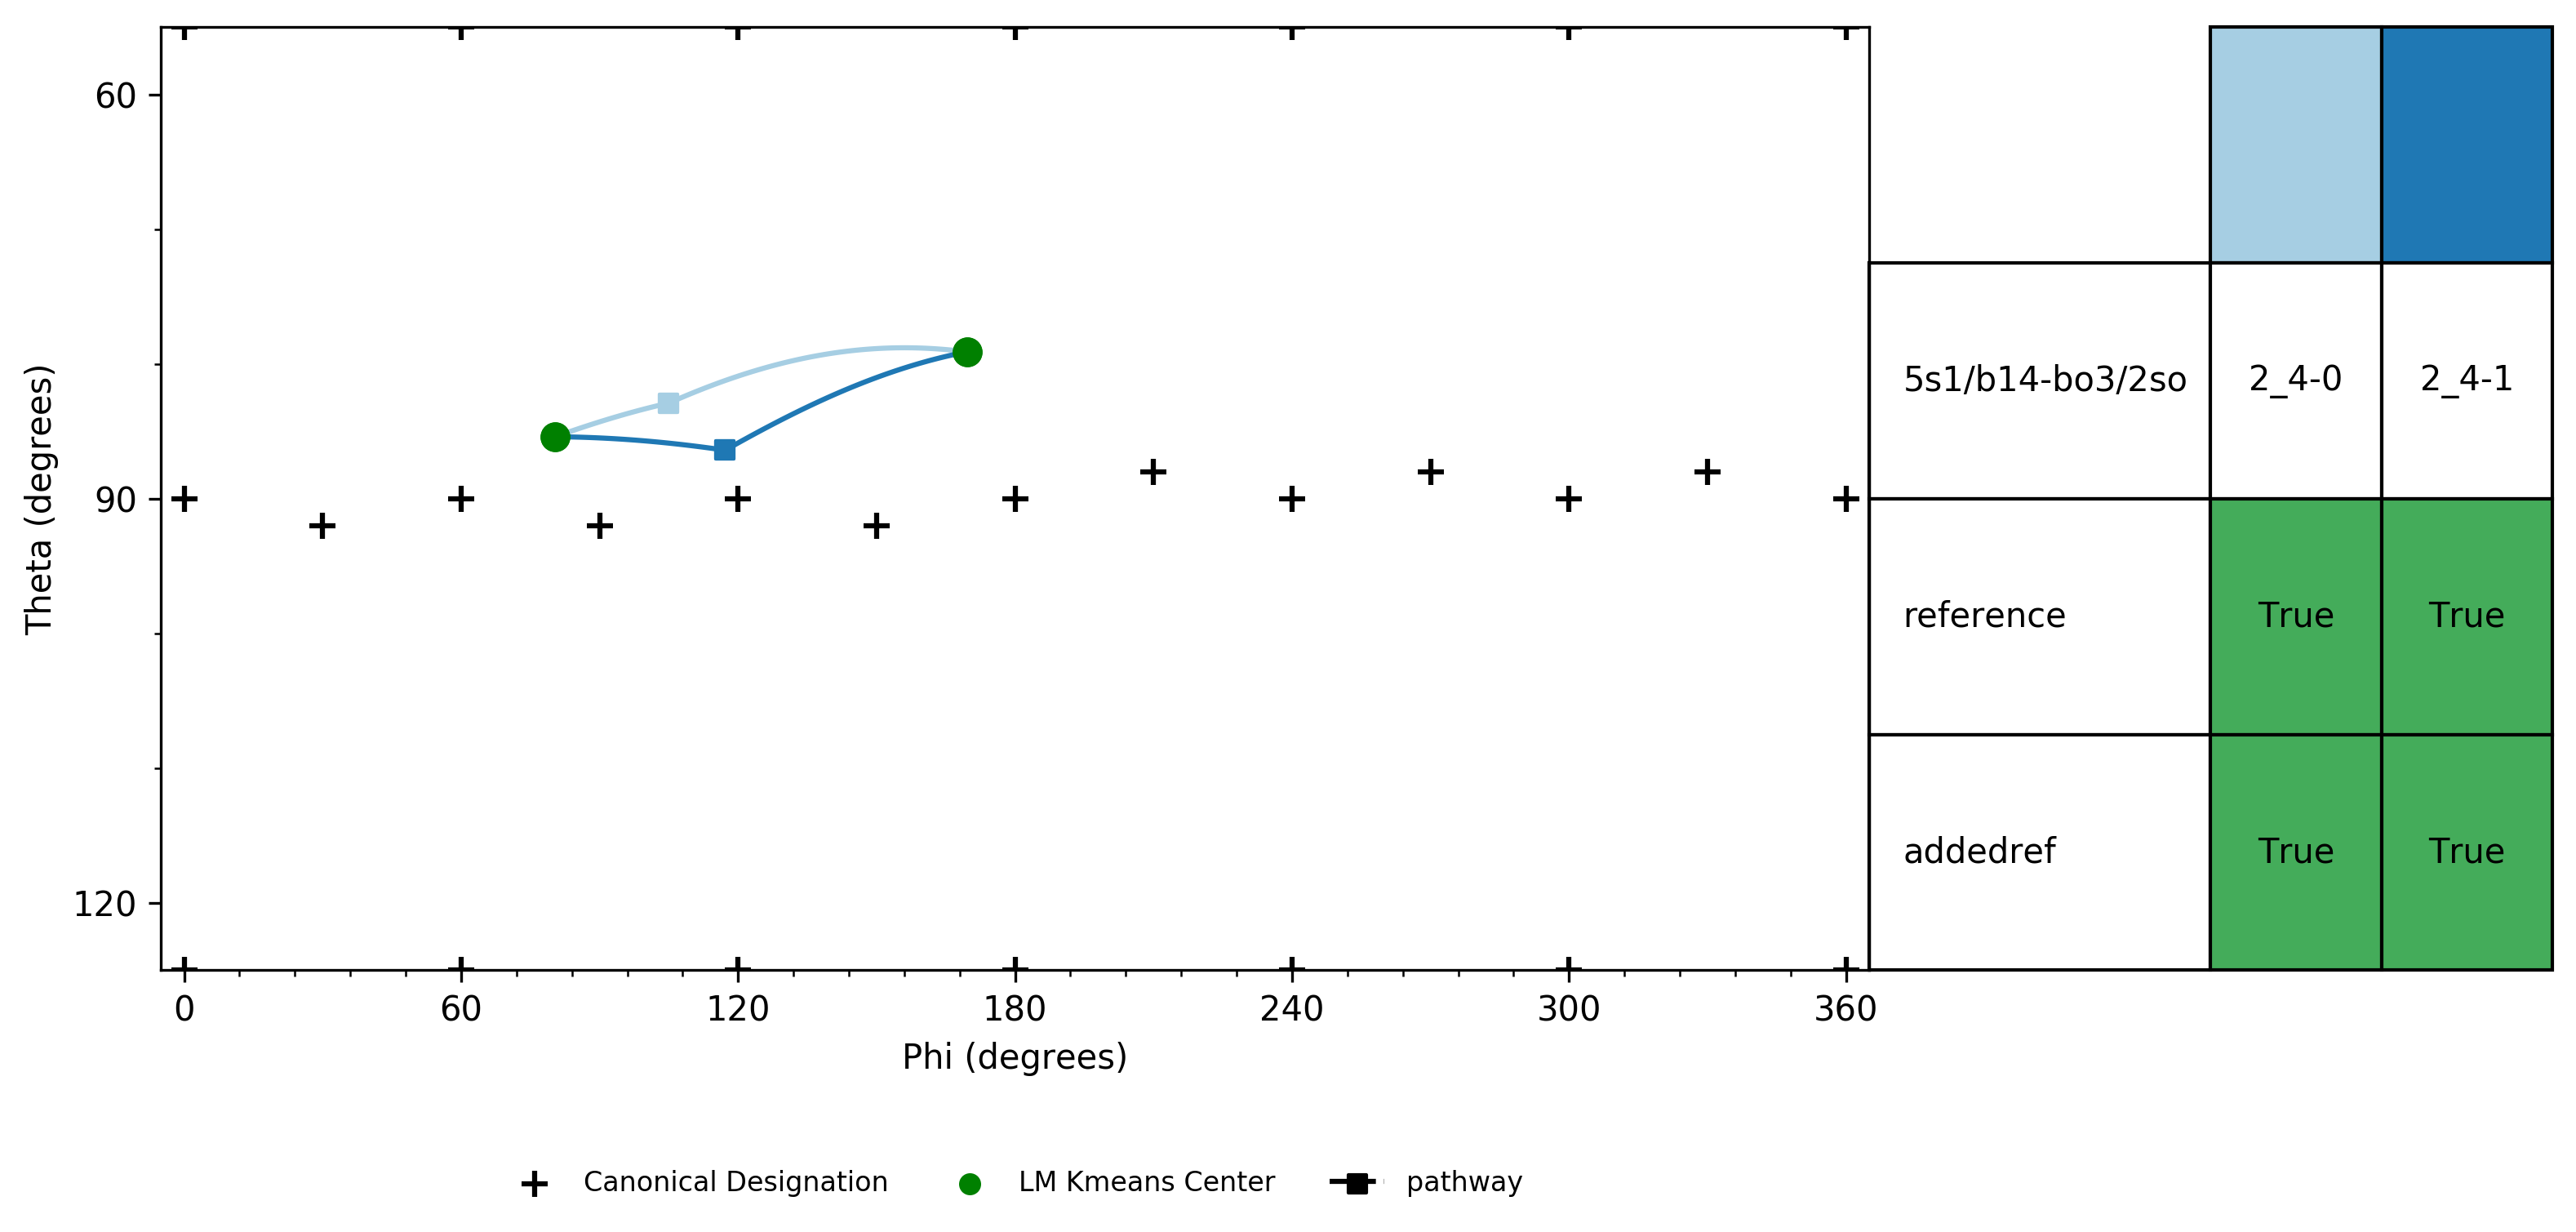 60
90
120
Theta (degrees)
0 60 120 180 240 300 360
Phi (degrees)
5s1/b14-bo3/2so 2_4-0 2_4-1
reference True True
addedref True True
Canonical Designation LM Kmeans Center pathway